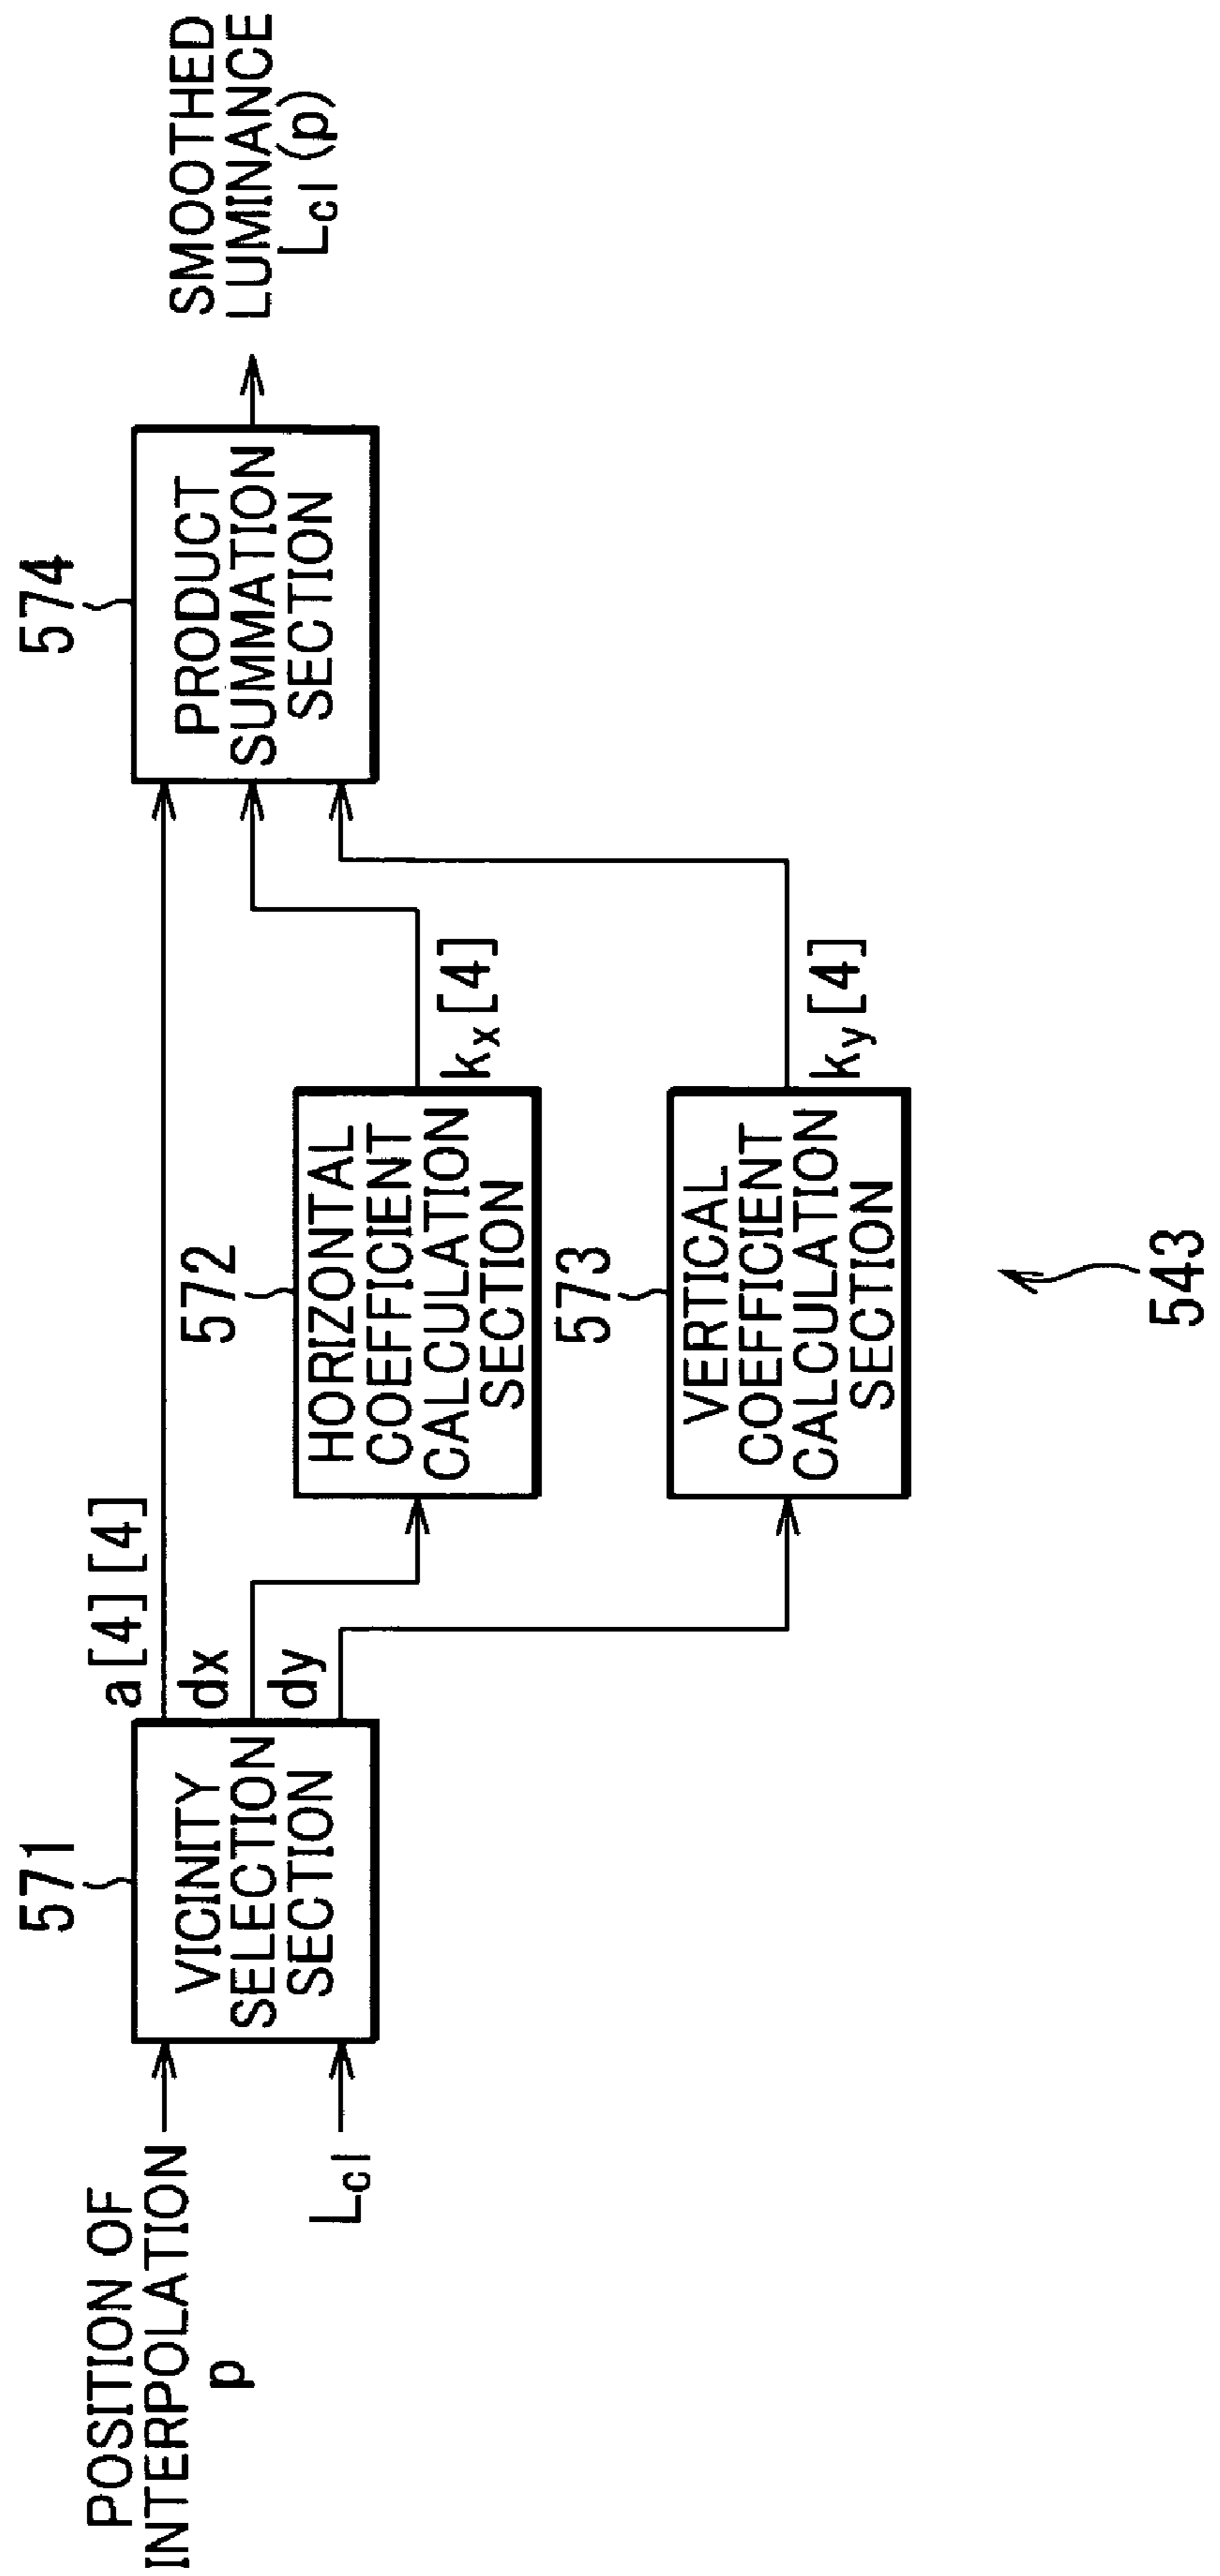 POSITION OF
INTERPOLATION
p
Lcl
571
VICINITY
SELECTION
SECTION
a[4][4]
dx
dy
572
HORIZONTAL
COEFFICIENT
CALCULATION
SECTION
kx[4]
573
VERTICAL
COEFFICIENT
CALCULATION
SECTION
ky[4]
574
PRODUCT
SUMMATION
SECTION
SMOOTHED
LUMINANCE
Lcl (p)
543